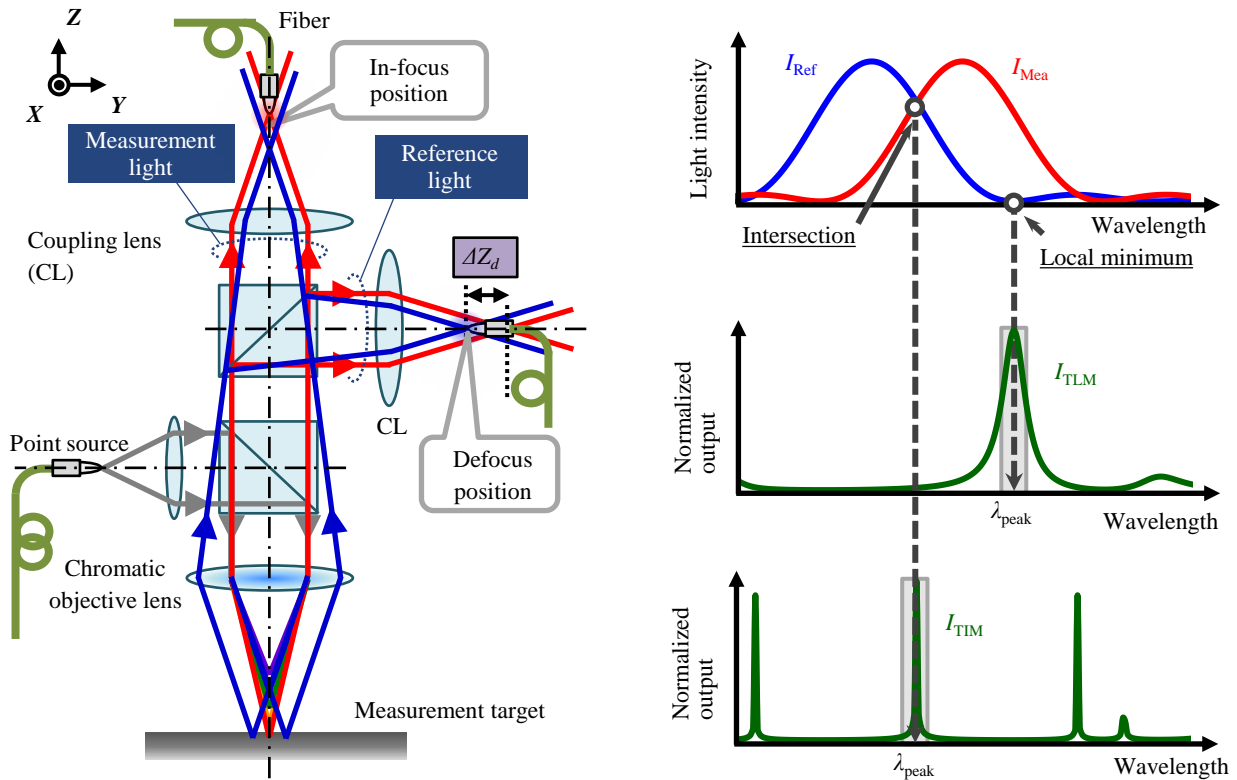 Z
X
Y
Fiber
In-focus
position
Measurement
light
Reference
light
Coupling lens
(CL)
ΔZd
CL
Point source
Defocus
position
Chromatic
objective lens
Measurement target
Light intensity
IRef
IMea
Intersection
Wavelength
Local minimum
Normalized
output
ITLM
λpeak
Wavelength
Normalized
output
ITIM
λpeak
Wavelength